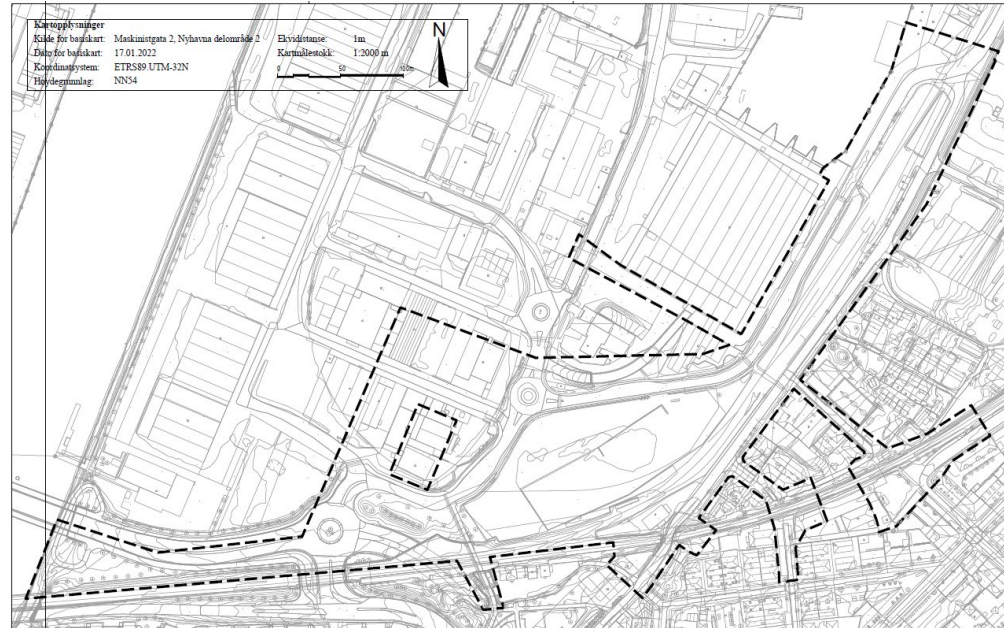 Kartopplysninger
Kilde for basiskart: Maskinistgata 2, Nyhavna delområde 2 Ekvidistanse: 1m
Dato for basiskart: 17.01.2022 Kartmålestokk: 1:2000 m
Koordinatsystem: ETRS89 UTM-32N 0 50 100m
Høydegrunnlag: NN54
N